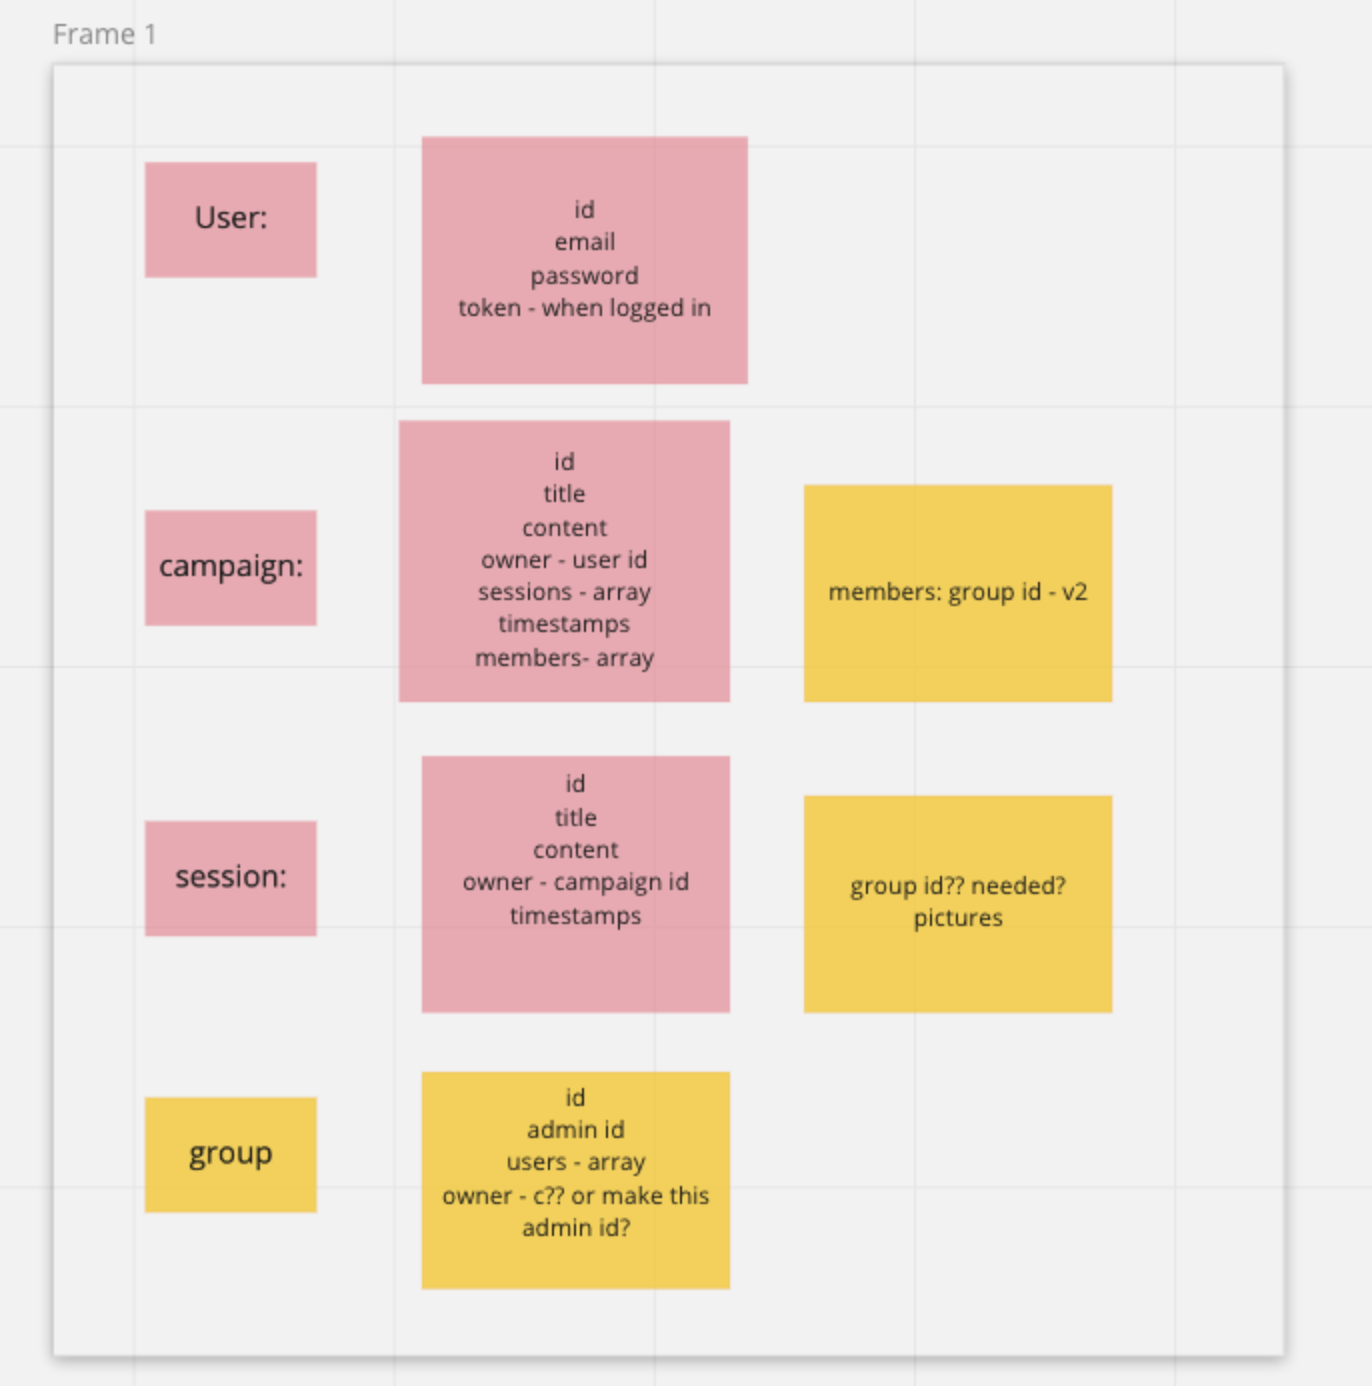 Frame 1
User:
id
email
password
token - when logged in
campaign:
id
title
content
owner - user id
sessions - array
timestamps
members- array
members: group id - v2
session:
id
title
content
owner - campaign id
timestamps
group id?? needed?
pictures
group
id
admin id
users - array
owner - c?? or make this
admin id?